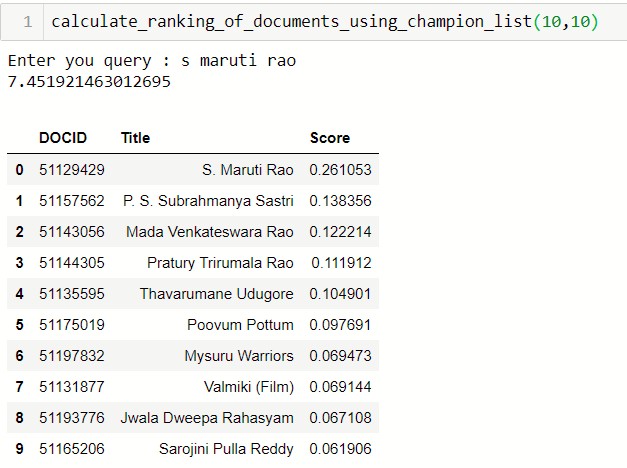 1 calculate_ranking_of_documents_using_champion_list(10,10)
Enter you query : s maruti rao
7.451921463012695
DOCID Title Score
0 51129429 S. Maruti Rao 0.261053
1 51157562 P. S. Subrahmanya Sastri 0.138356
2 51143056 Mada Venkateswara Rao 0.122214
3 51144305 Pratury Trirumala Rao 0.111912
4 51135595 Thavarumane Udugore 0.104901
5 51175019 Poovum Pottum 0.097691
6 51197832 Mysuru Warriors 0.069473
7 51131877 Valmiki (Film) 0.069144
8 51193776 Jwala Dweepa Rahasyam 0.067108
9 51165206 Sarojini Pulla Reddy 0.061906